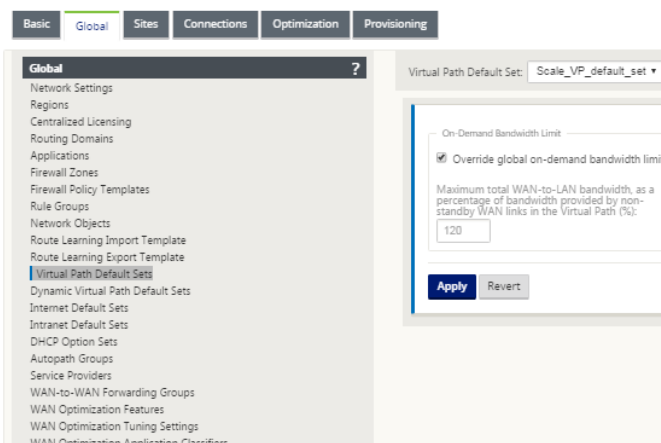 Basic Global Sites Connections Optimization Provisioning
Global ?
Network Settings
Regions
Centralized Licensing
Routing Domains
Applications
Firewall Zones
Firewall Policy Templates
Rule Groups
Network Objects
Route Learning Import Template
Route Learning Export Template
Virtual Path Default Sets
Dynamic Virtual Path Default Sets
Internet Default Sets
Intranet Default Sets
DHCP Option Sets
Autopath Groups
Service Providers
WAN-to-WAN Forwarding Groups
WAN Optimization Features
WAN Optimization Tuning Settings
WAN Optimization Application Classifiers
Virtual Path Default Set: Scale_VP_default_set
On-Demand Bandwidth Limit
Override global on-demand bandwidth limi
Maximum total WAN-to-LAN bandwidth, as a
percentage of bandwidth provided by non-
standby WAN links in the Virtual Path (%):
120
Apply Revert